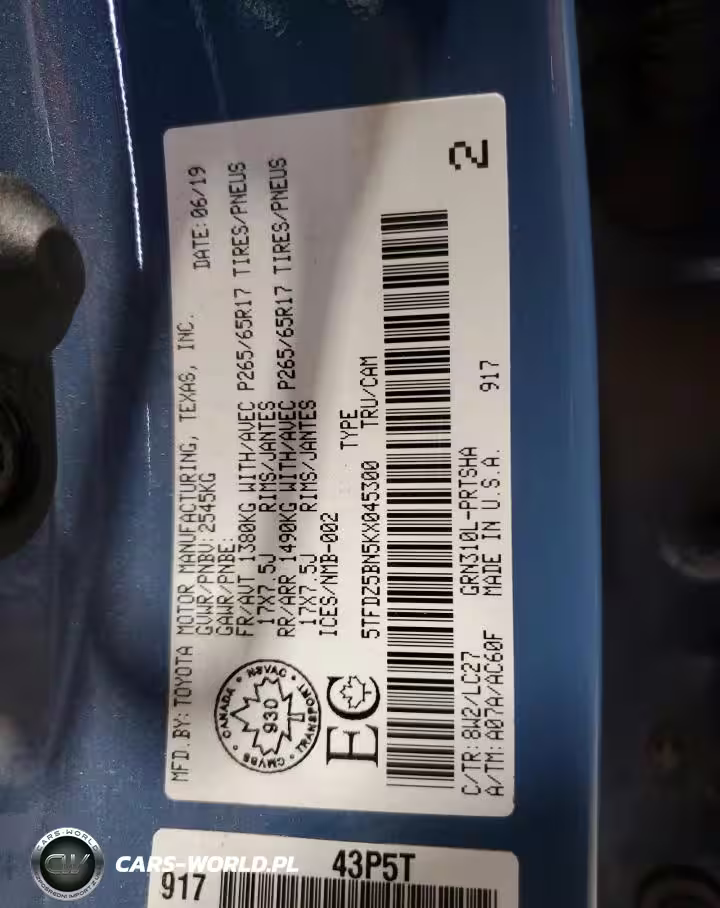 MFD.BY: TOYOTA MOTOR MANUFACTURING, TEXAS, INC. DATE: 06/19
GVWR/PNBV: 2545KG
GAWR/PNBE:
FR/AVT 1380KG WITH/AVEC P265/65R17 TIRES/PNEUS
17X7.5J RIMS/JANTES
RR/ARR 1490KG WITH/AVEC P265/65R17 TIRES/PNEUS
17X7.5J RIMS/JANTES
ICES/NMB-002 TYPE
5TFDZ5BN5KX045300 TRU/CAM
CANADA • NSVAC • TRANSPORT • CMVSS
930
EC
2
C/TR: 8W2/LC27 GRN310L-PRTSHA 917
A/TM: A07A/AC60F MADE IN U.S.A.
917 43P5T
CARS-WORLD
CW
CARS-WORLD.PL